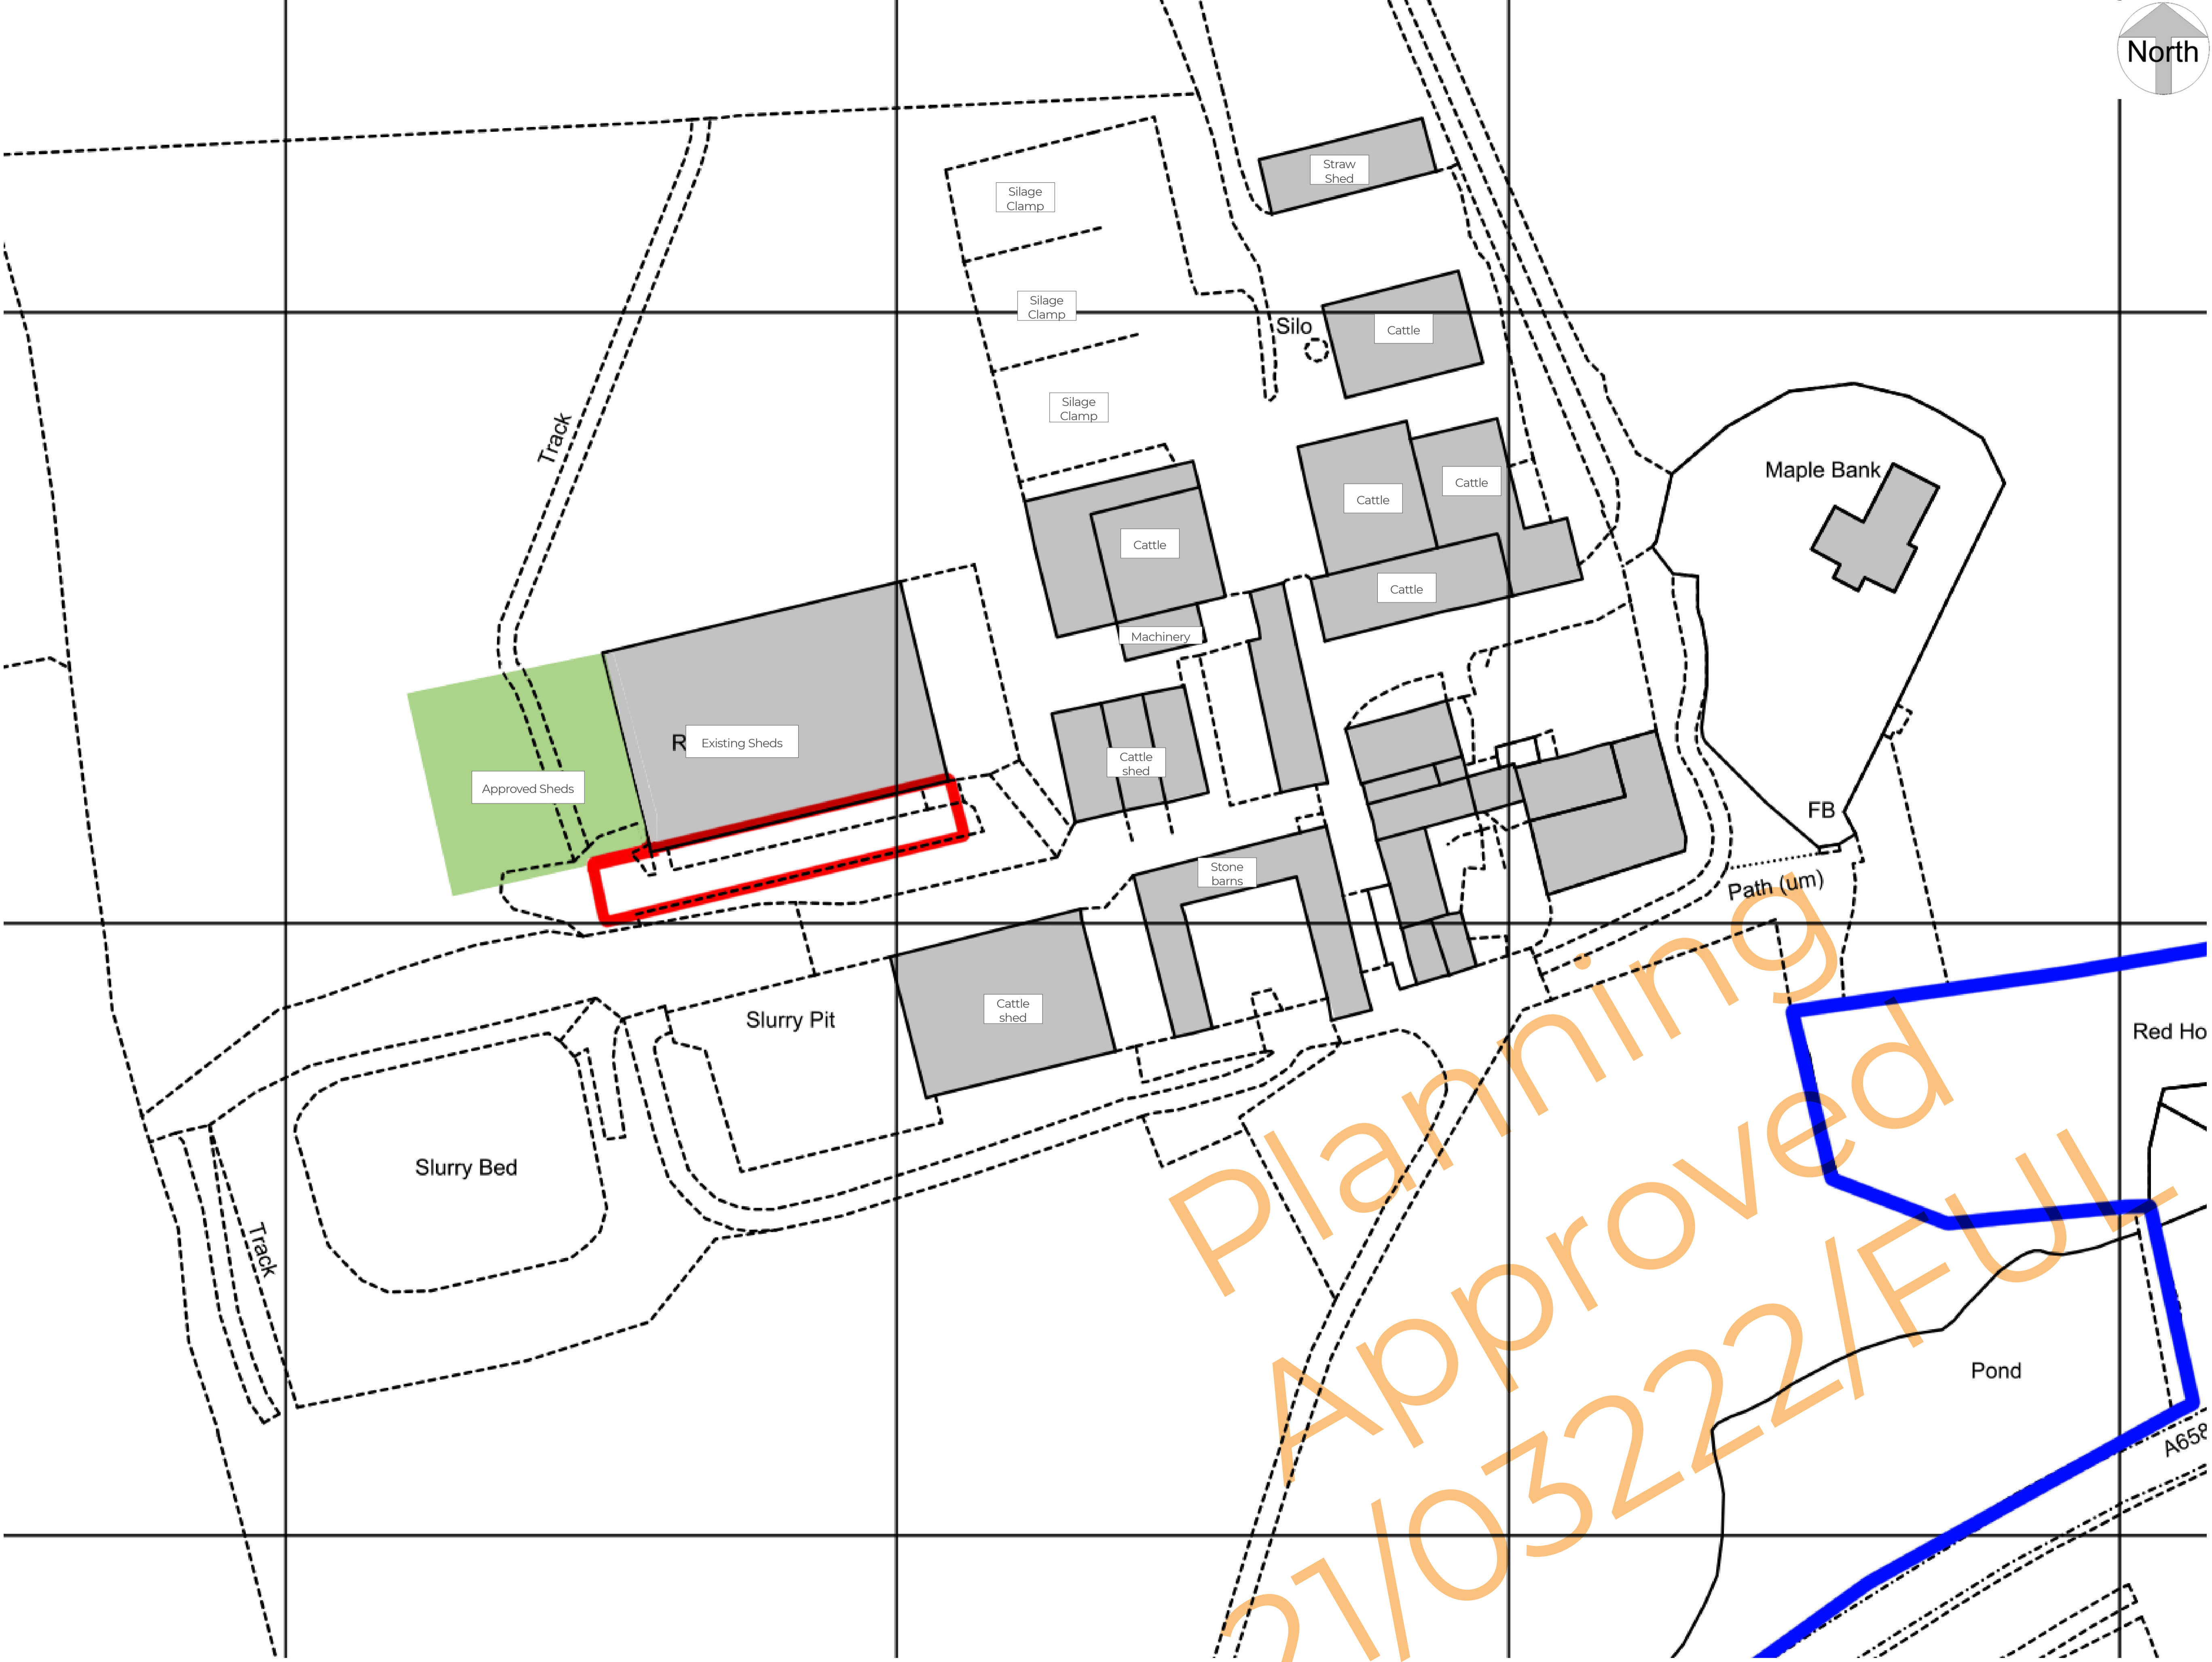 North
Straw
Shed
Silage
Clamp
Silage
Clamp
Silo
Cattle
Silage
Clamp
Track
Maple Bank
Cattle
Cattle
Cattle
Cattle
Machinery
R
Existing Sheds
Cattle
shed
Approved Sheds
FB
Stone
barns
Path (um)
Cattle
shed
Slurry Pit
Red Ho
Slurry Bed
Track
Pond
A658
Planning
Approved
21/03222/FUL